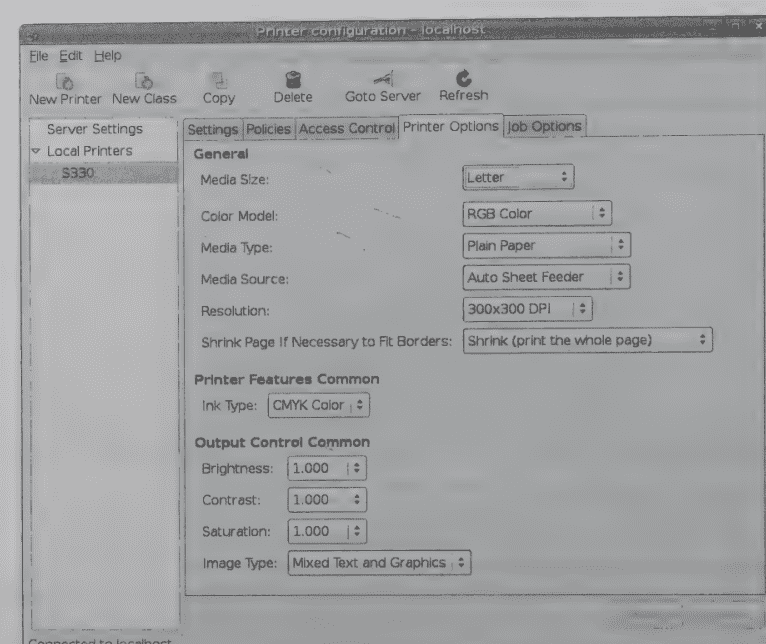 Printer configuration - localhost
File Edit Help
New Printer New Class Copy Delete Goto Server Refresh
Server Settings
Local Printers
S330
Settings Policies Access Control Printer Options Job Options
General
Media Size: Letter
Color Model: RGB Color
Media Type: Plain Paper
Media Source: Auto Sheet Feeder
Resolution: 300x300 DPI
Shrink Page If Necessary to Fit Borders: Shrink (print the whole page)
Printer Features Common
Ink Type: CMYK Color
Output Control Common
Brightness: 1.000
Contrast: 1.000
Saturation: 1.000
Image Type: Mixed Text and Graphics
Connected to localhost